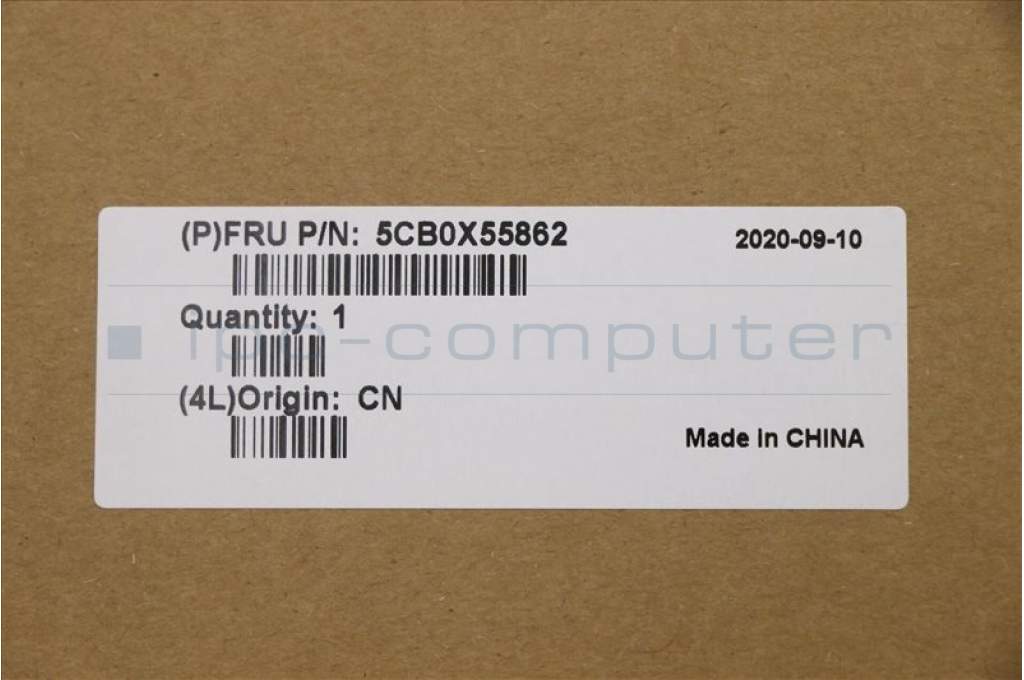 (P)FRU P/N: 5CB0X55862
2020-09-10
Quantity: 1
ipc-computer
(4L)Origin: CN
Made in CHINA